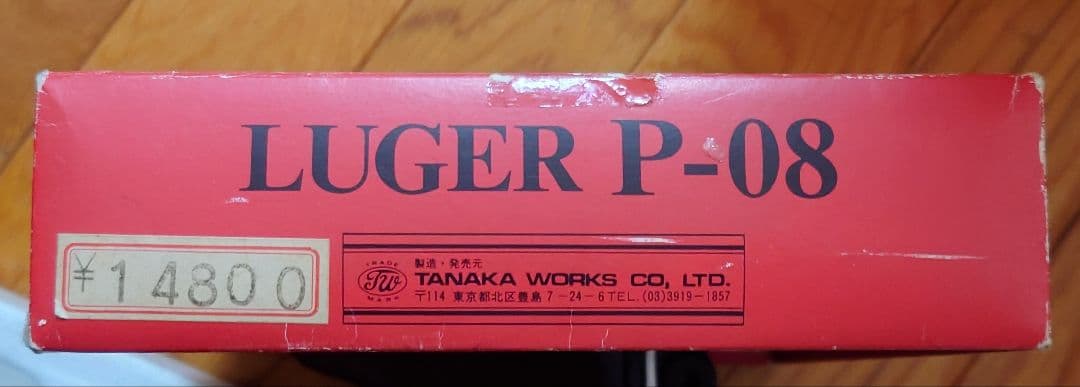 LUGER P-08
¥14800
TRADE
TW
MARK
製造・発売元
TANAKA WORKS CO, LTD.
〒114 東京都北区豊島 7-24-6 TEL.(03)3919-1857